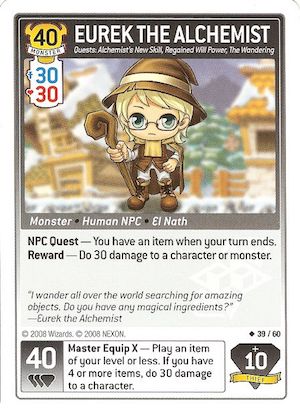 40
MONSTER
EUREK THE ALCHEMIST
Quests: Alchemist's New Skill, Regained Will Power, The Wandering
30
30
Monster • Human NPC • El Nath
NPC Quest — You have an item when your turn ends.
Reward — Do 30 damage to a character or monster.
"I wander all over the world searching for amazing
objects. Do you have any magical ingredients?"
—Eurek the Alchemist
© 2008 Wizards. © 2008 NEXON.
◆ 39 / 60
40
Master Equip X — Play an item
of your level or less. If you have
4 or more items, do 30 damage
to a character.
+
10
THIEF